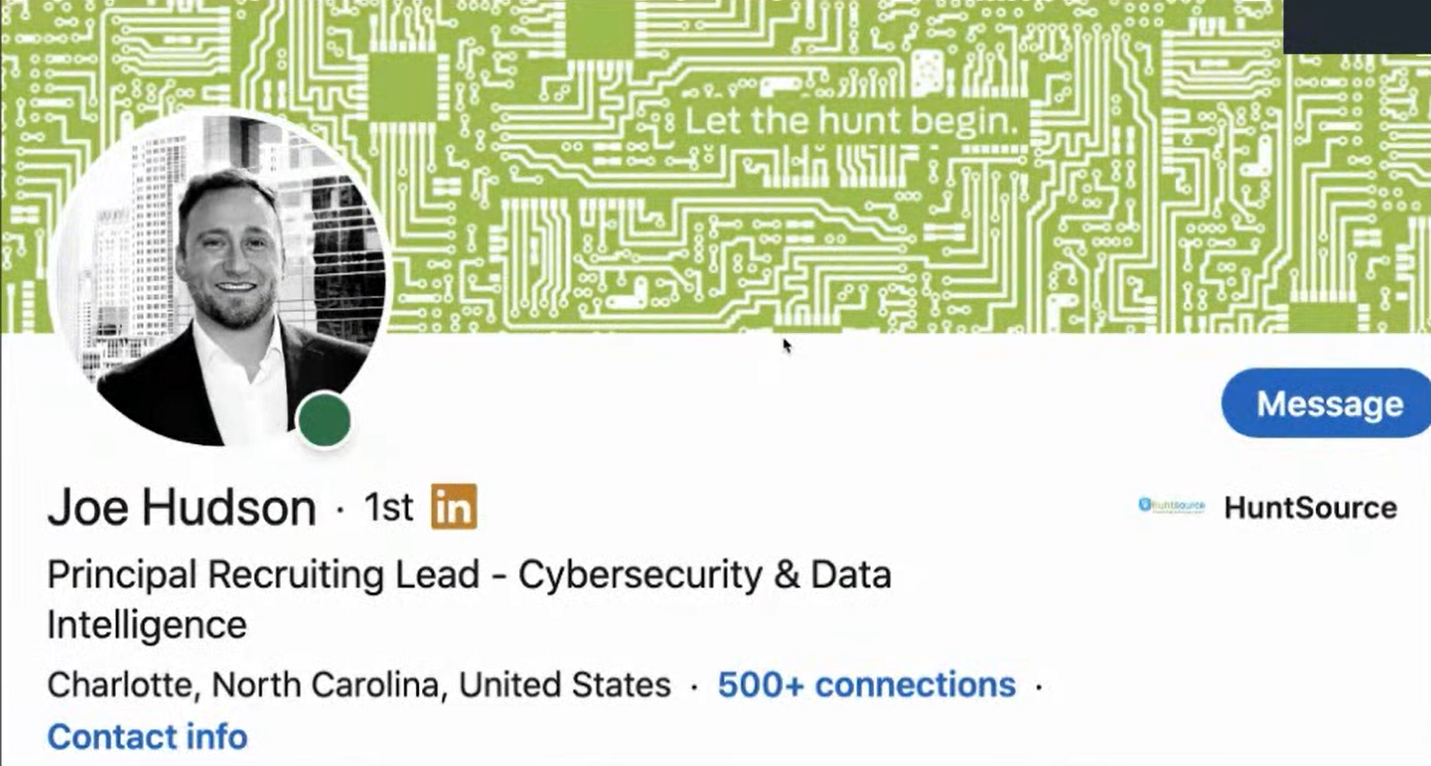 Let the hunt begin.
Message
Joe Hudson · 1st in
huntsource HuntSource
Principal Recruiting Lead - Cybersecurity & Data
Intelligence
Charlotte, North Carolina, United States · 500+ connections ·
Contact info